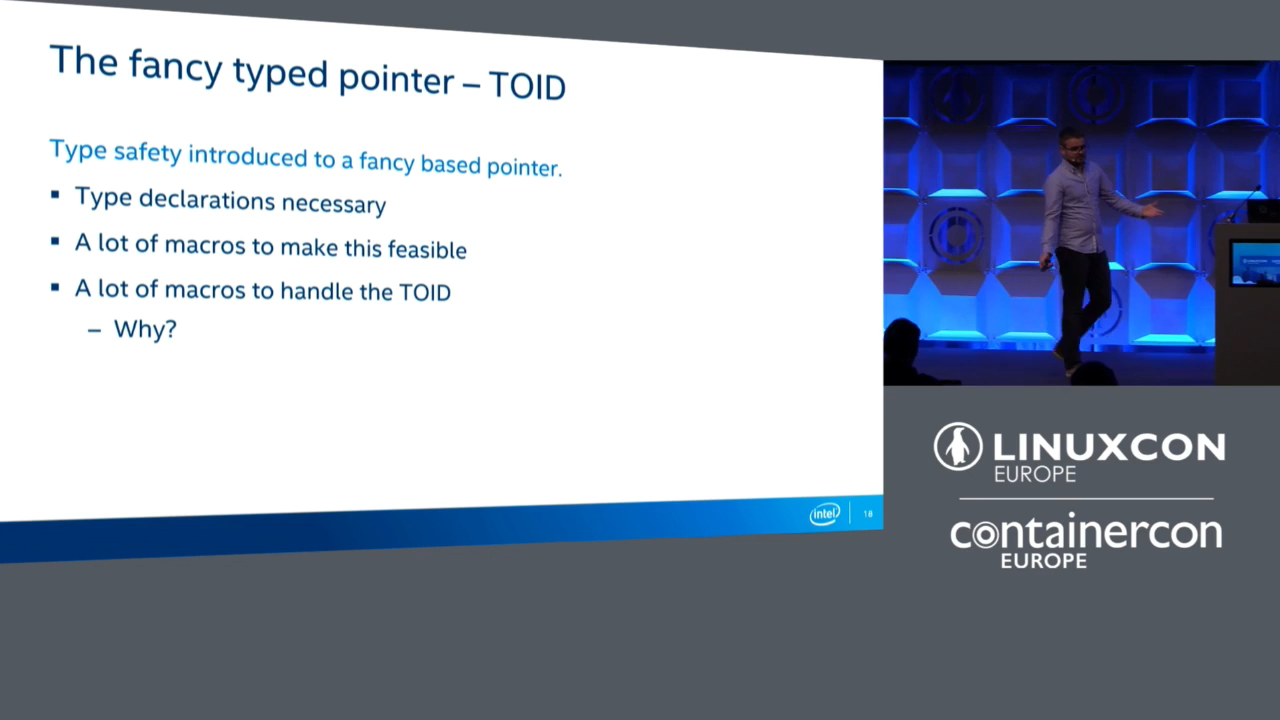 The fancy typed pointer – TOID
Type safety introduced to a fancy based pointer.
▪ Type declarations necessary
▪ A lot of macros to make this feasible
▪ A lot of macros to handle the TOID
– Why?
intel
18
LINUXCON
EUROPE
containercon
EUROPE